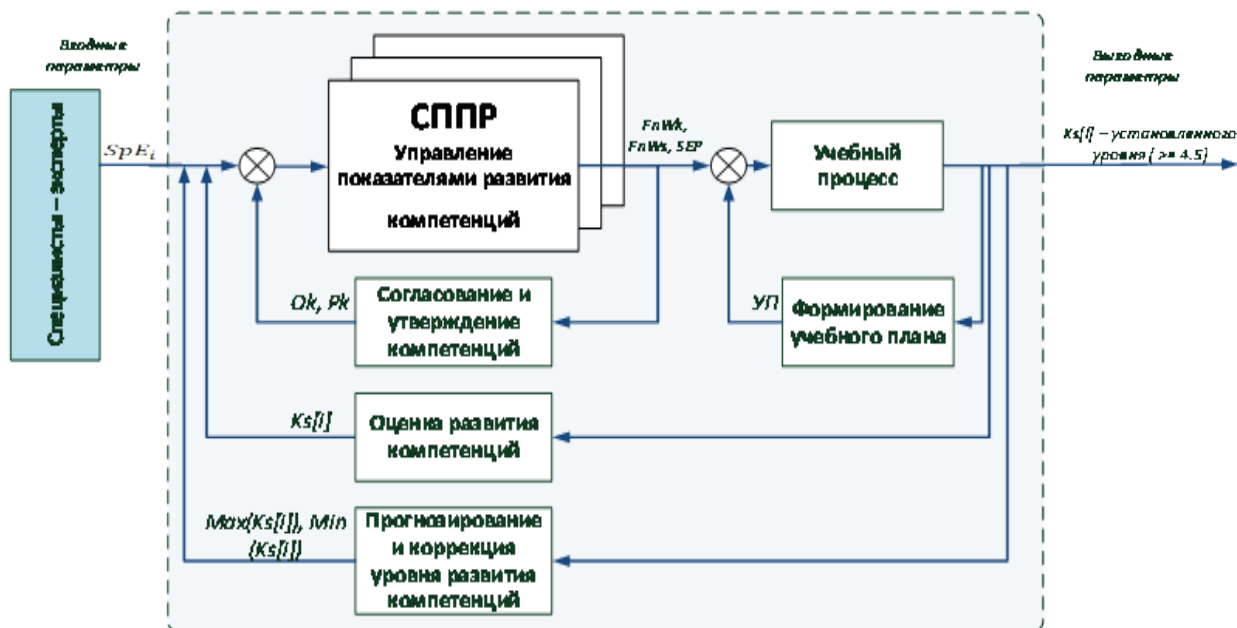 Входные
параметры
Выходные
параметры
Специалисты – эксперты
SpE_i
СППР
Управление
показателями развития
компетенций
FnWk,
FnWs, SEP
Учебный
процесс
Ks[i] – установленного
уровня ( >= 4.5)
Ok, Pk
Согласование и
утверждение
компетенций
УП
Формирование
учебного плана
Ks[i]
Оценка развития
компетенций
Max(Ks[i]), Min
(Ks[i])
Прогнозирование
и коррекция
уровня развития
компетенций